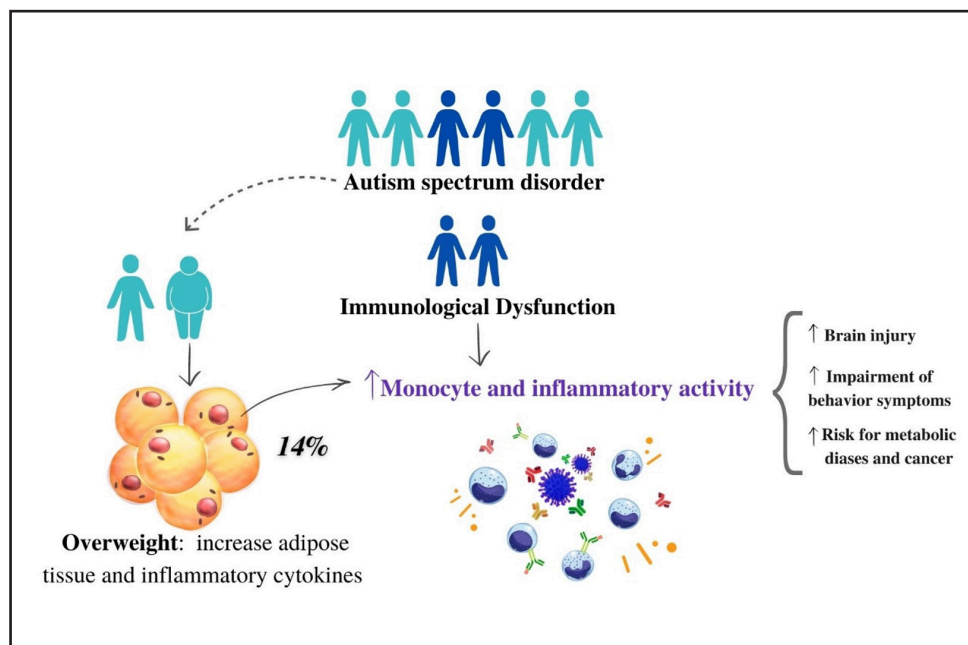 Autism spectrum disorder
Immunological Dysfunction
↑Monocyte and inflammatory activity
14%
Overweight: increase adipose
tissue and inflammatory cytokines
↑ Brain injury
↑ Impairment of
behavior symptoms
↑ Risk for metabolic
diases and cancer